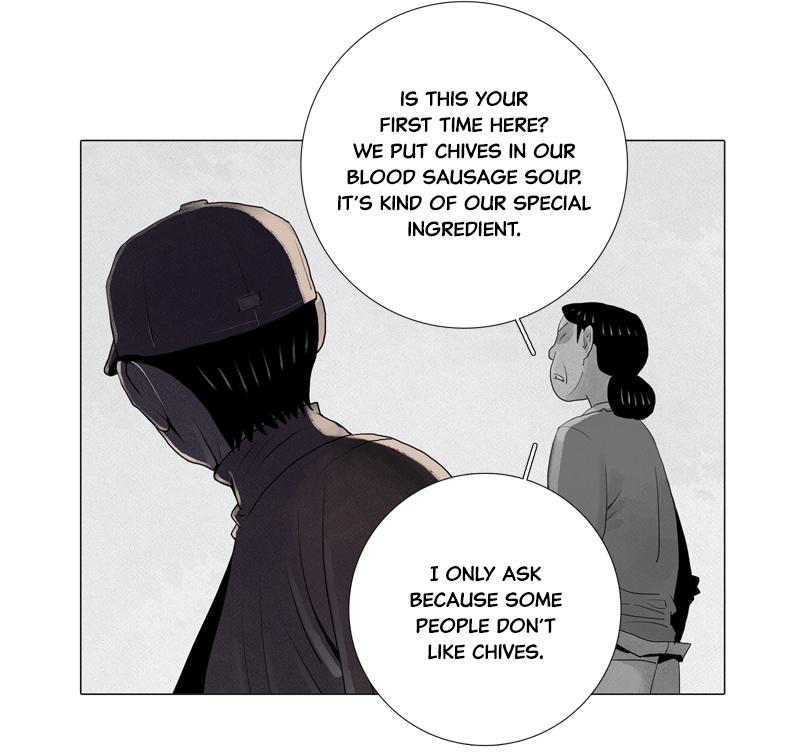 IS THIS YOUR
FIRST TIME HERE?
WE PUT CHIVES IN OUR
BLOOD SAUSAGE SOUP.
IT'S KIND OF OUR SPECIAL
INGREDIENT.
I ONLY ASK
BECAUSE SOME
PEOPLE DON'T
LIKE CHIVES.